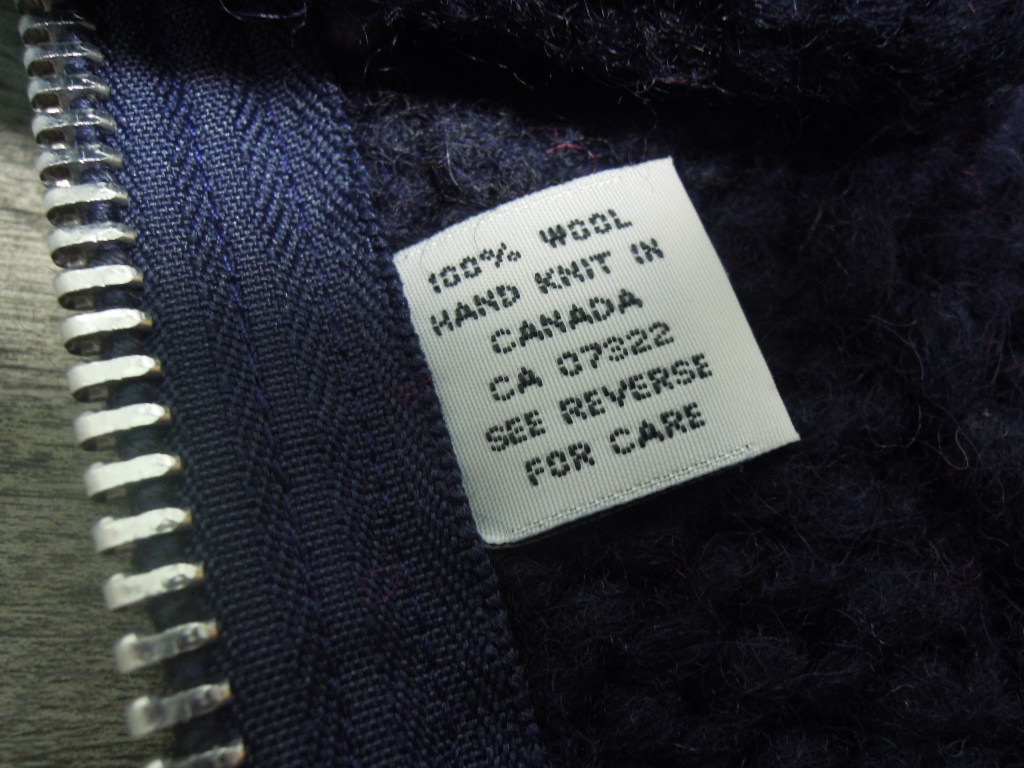 100% WOOL
HAND KNIT IN
CANADA
CA 07322
SEE REVERSE
FOR CARE